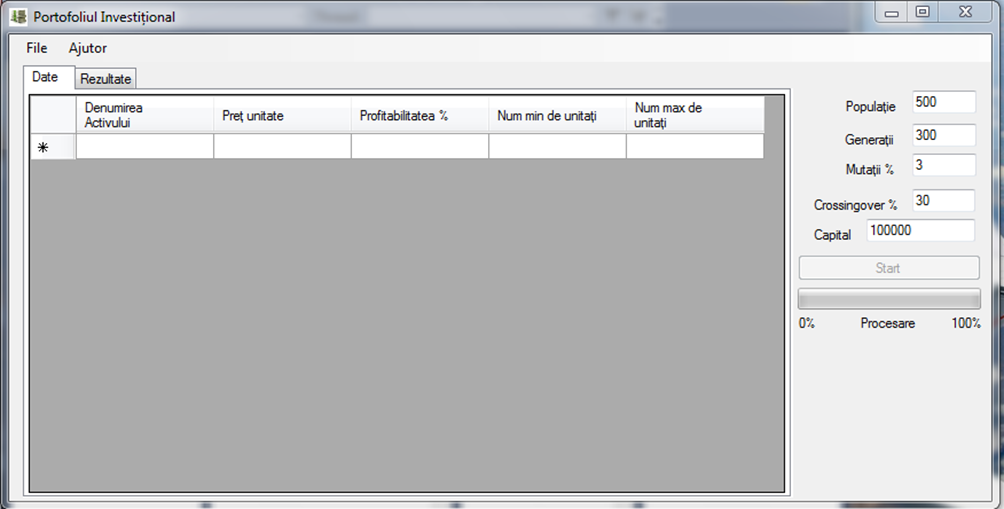 Portofoliul Investițional
File Ajutor
Date Rezultate
Denumirea
Activului
Preț unitate
Profitabilitatea %
Num min de unitați
Num max de
unitați
Populație 500
Generații 300
Mutații % 3
Crossingover % 30
Capital 100000
Start
0% Procesare 100%